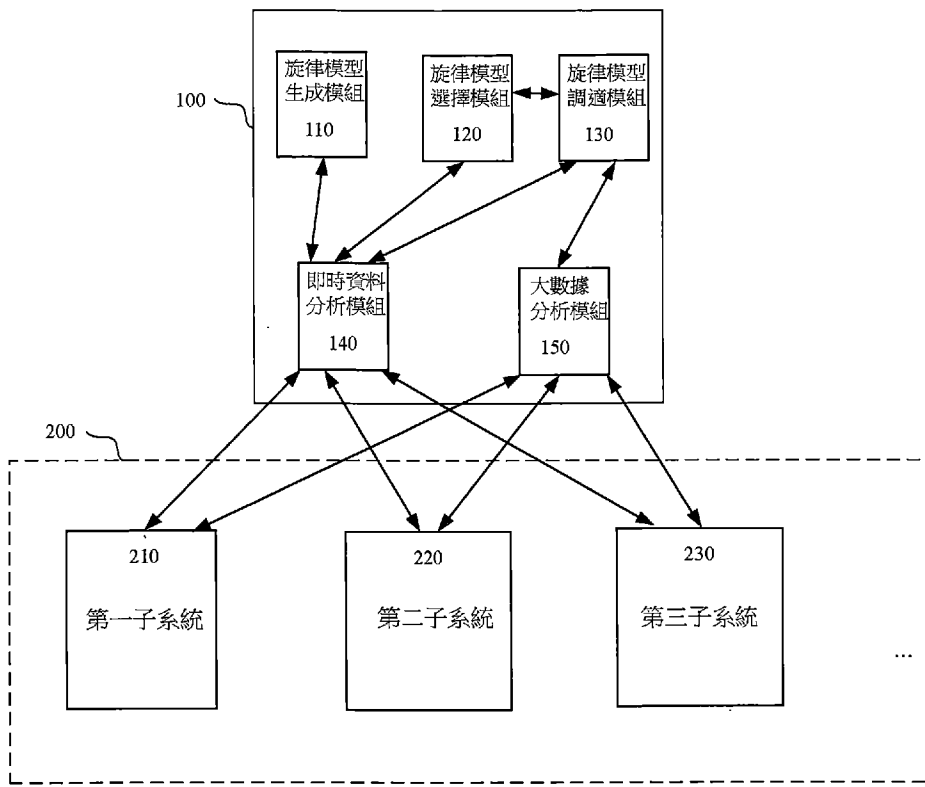 100
旋律模型
生成模組
110
旋律模型
選擇模組
120
旋律模型
調適模組
130
即時資料
分析模組
140
大數據
分析模組
150
200
210
第一子系統
220
第二子系統
230
第三子系統
...